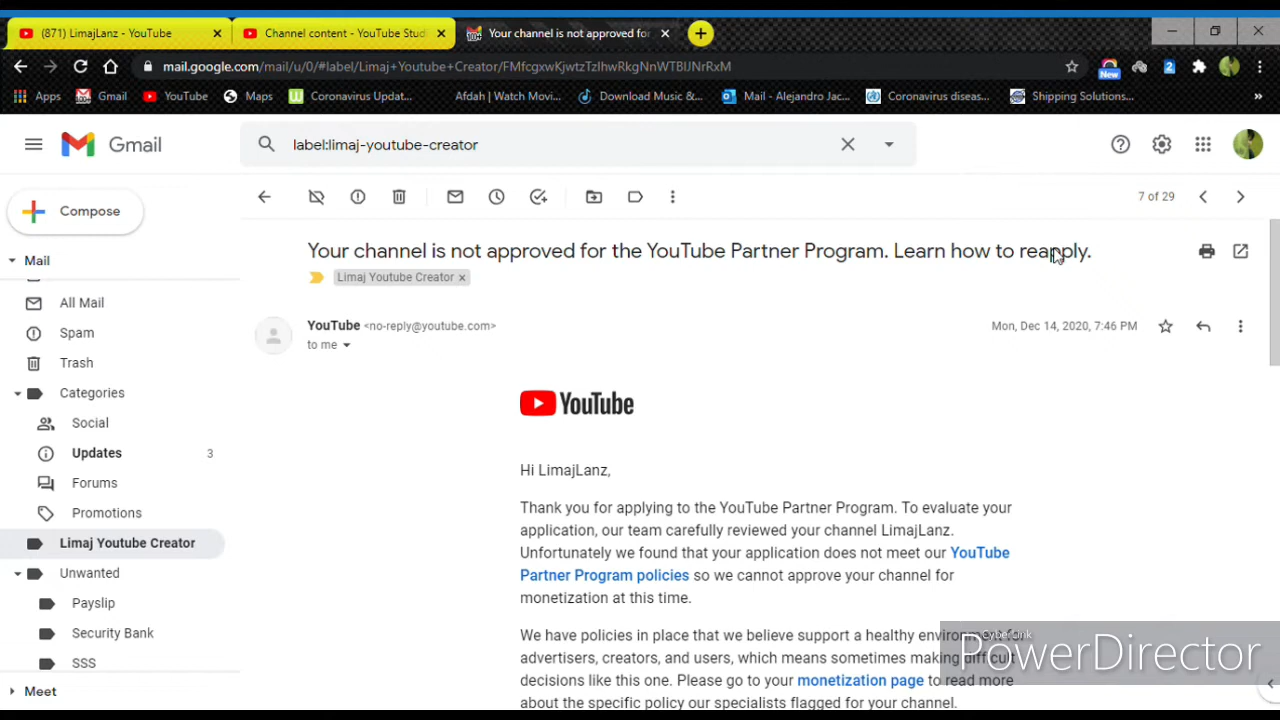 (871) LimajLanz - YouTube
Channel content - YouTube Stud
Your channel is not approved for
mail.google.com/mail/u/0/#label/Limaj+Youtube+Creator/FMfcgxwKjwtzTzIhwRkgNnWTBlJNrRxM
New
2
Apps
Gmail
YouTube
Maps
Coronavirus Updat...
Afdah | Watch Movi...
Download Music &...
Mail - Alejandro Jac...
Coronavirus diseas...
Shipping Solutions...
»
Gmail
label:limaj-youtube-creator
Compose
7 of 29
Mail
Your channel is not approved for the YouTube Partner Program. Learn how to reapply.
Limaj Youtube Creator ×
All Mail
YouTube <no-reply@youtube.com>
Mon, Dec 14, 2020, 7:46 PM
Spam
to me
Trash
Categories
YouTube
Social
Updates 3
Hi LimajLanz,
Forums
Thank you for applying to the YouTube Partner Program. To evaluate your
Promotions
application, our team carefully reviewed your channel LimajLanz.
Limaj Youtube Creator
Unfortunately we found that your application does not meet our YouTube
Unwanted
Partner Program policies so we cannot approve your channel for
Payslip
monetization at this time.
Security Bank
We have policies in place that we believe support a healthy environment for
advertisers, creators, and users, which means sometimes making difficult
SSS
decisions like this one. Please go to your monetization page to read more
Meet
about the specific policy our specialists flagged for your channel.
CyberLink
PowerDirector